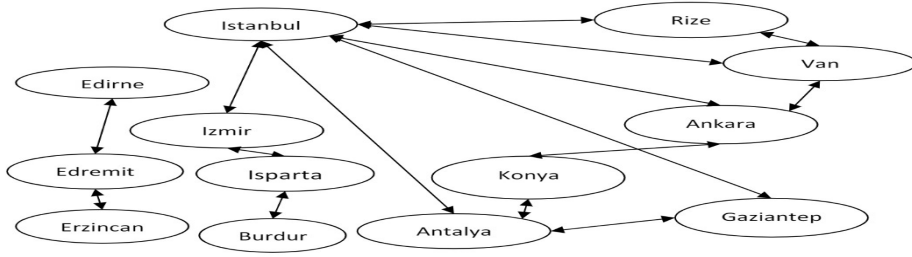 Istanbul
Rize
Van
Edirne
Izmir
Ankara
Edremit
Isparta
Konya
Erzincan
Burdur
Antalya
Gaziantep